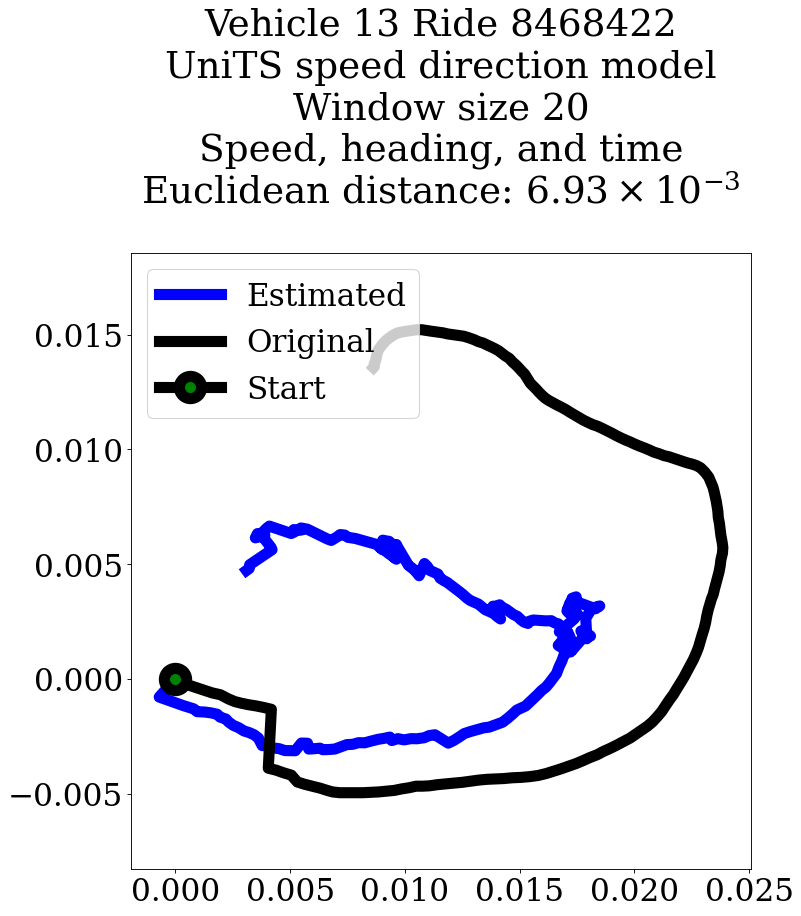 Vehicle 13 Ride 8468422
UniTS speed direction model
Window size 20
Speed, heading, and time
Euclidean distance: $6.93 \times 10^{-3}$
Estimated
Original
Start
0.015
0.010
0.005
0.000
−0.005
0.000 0.005 0.010 0.015 0.020 0.025